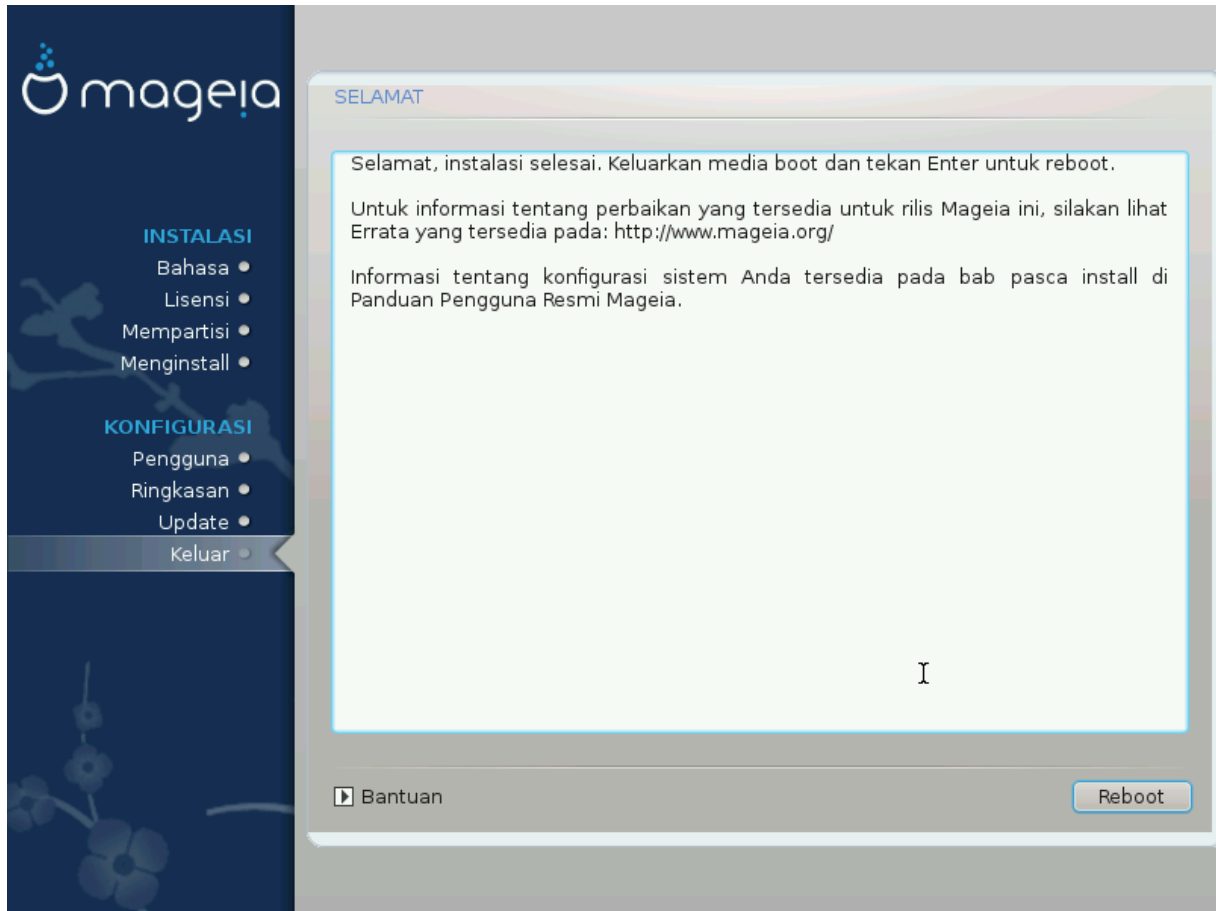 mageia
INSTALASI
Bahasa
Lisensi
Mempartisi
Menginstall
KONFIGURASI
Pengguna
Ringkasan
Update
Keluar
SELAMAT
Selamat, instalasi selesai. Keluarkan media boot dan tekan Enter untuk reboot.
Untuk informasi tentang perbaikan yang tersedia untuk rilis Mageia ini, silakan lihat
Errata yang tersedia pada: http://www.mageia.org/
Informasi tentang konfigurasi sistem Anda tersedia pada bab pasca install di
Panduan Pengguna Resmi Mageia.
Bantuan
Reboot